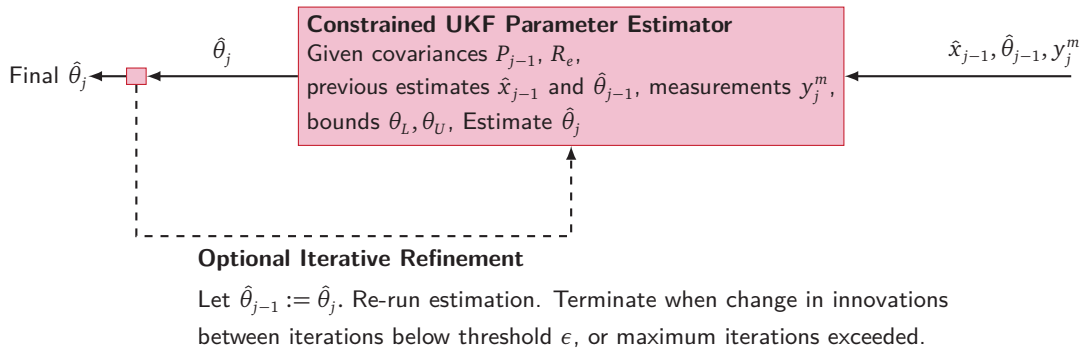 Constrained UKF Parameter Estimator
Given covariances P_{j−1}, R_e,
previous estimates x̂_{j−1} and θ̂_{j−1}, measurements y_j^m,
bounds θ_L, θ_U, Estimate θ̂_j
x̂_{j−1}, θ̂_{j−1}, y_j^m
θ̂_j
Final θ̂_j
Optional Iterative Refinement
Let θ̂_{j−1} := θ̂_j. Re-run estimation. Terminate when change in innovations
between iterations below threshold ϵ, or maximum iterations exceeded.